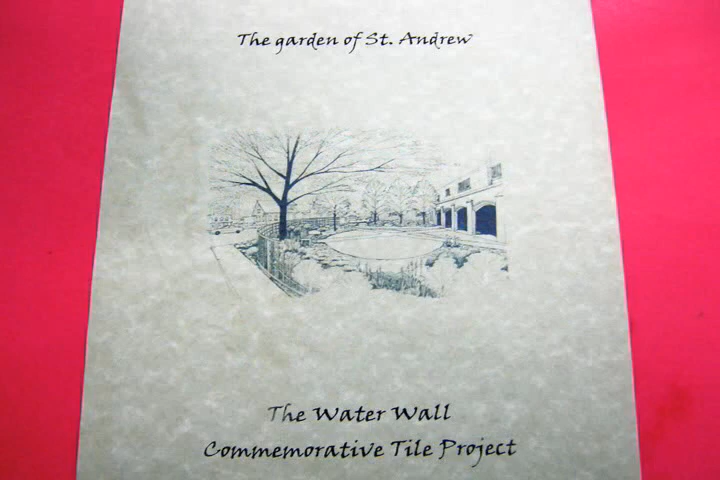 The garden of St. Andrew
The Water Wall
Commemorative Tile Project